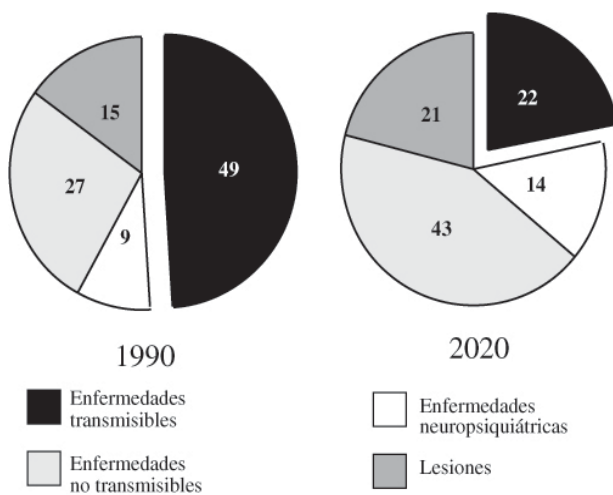 15
49
27
9
22
21
14
43
1990
2020
Enfermedades
transmisibles
Enfermedades
no transmisibles
Enfermedades
neuropsiquiátricas
Lesiones